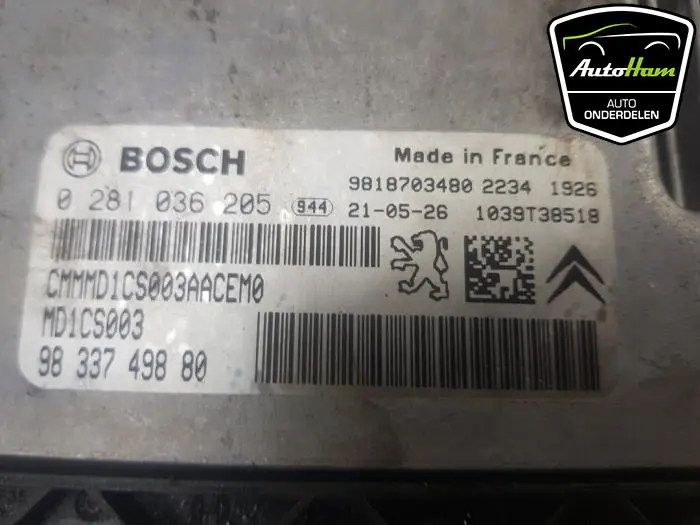 AutoHam
AUTO
ONDERDELEN
BOSCH
Made in France
0 281 036 205 944
9818703480 2234 1926
21-05-26 1039T38518
CMMMD1CS003AACEM0
MD1CS003
98 337 498 80